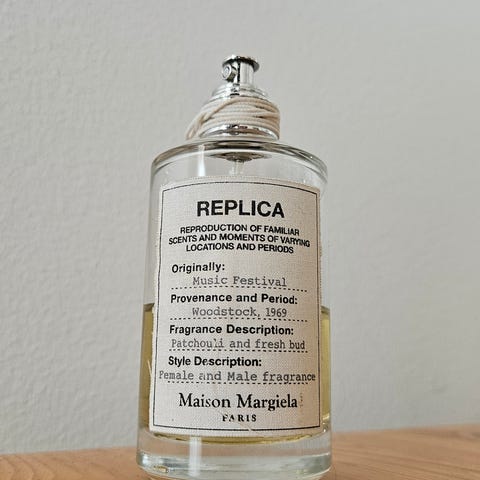 REPLICA
REPRODUCTION OF FAMILIAR
SCENTS AND MOMENTS OF VARYING
LOCATIONS AND PERIODS
Originally:
Music Festival
Provenance and Period:
Woodstock, 1969
Fragrance Description:
Patchouli and fresh bud
Style Description:
Female and Male fragrance
Maison Margiela
PARIS